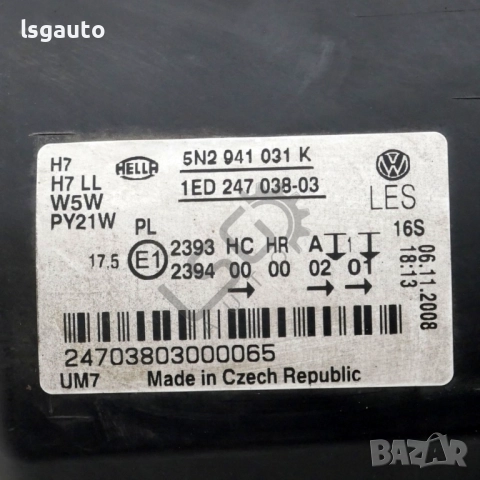 lsgauto
H7
H7 LL
W5W
PY21W
HELLA
5N2 941 031 K
1ED 247 038-03
LES
16S
PL
17,5 E1 2393 HC HR A 1
2394 00 00 02 01
06.11.2008
18:13
24703803000065
UM7 Made in Czech Republic
BAZAR